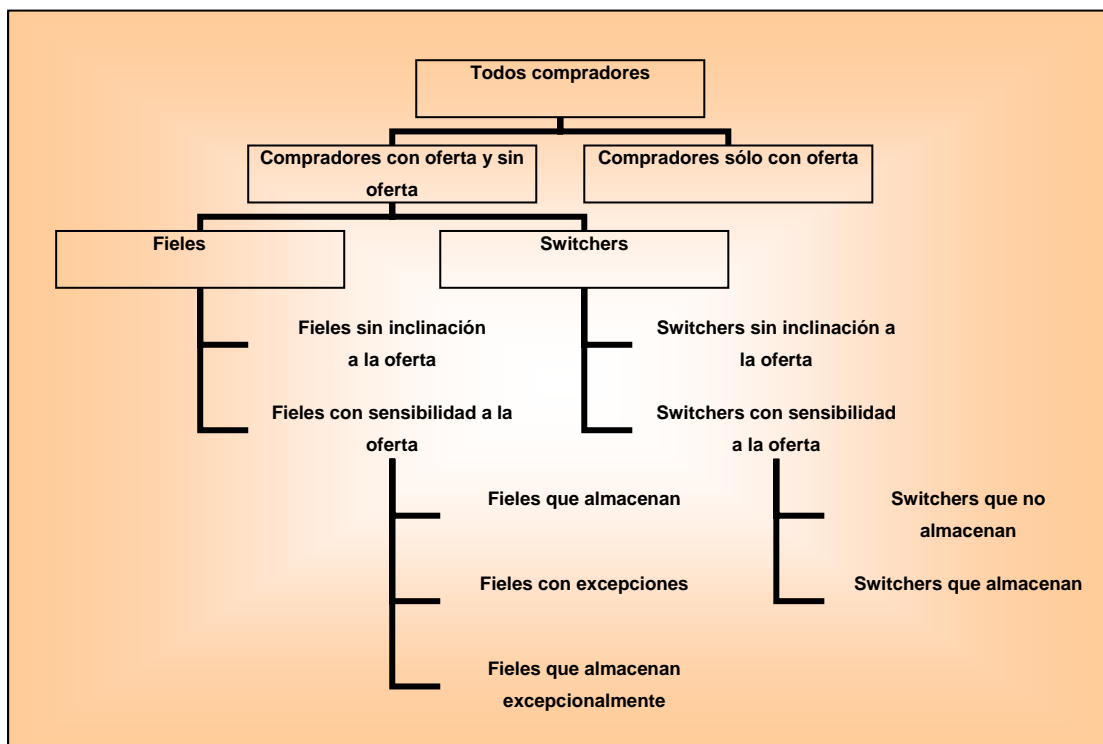 Todos compradores
Compradores con oferta y sin
oferta
Compradores sólo con oferta
Fieles
Switchers
Fieles sin inclinación
a la oferta
Switchers sin inclinación a
la oferta
Fieles con sensibilidad a la
oferta
Switchers con sensibilidad
a la oferta
Fieles que almacenan
Switchers que no
almacenan
Fieles con excepciones
Switchers que almacenan
Fieles que almacenan
excepcionalmente